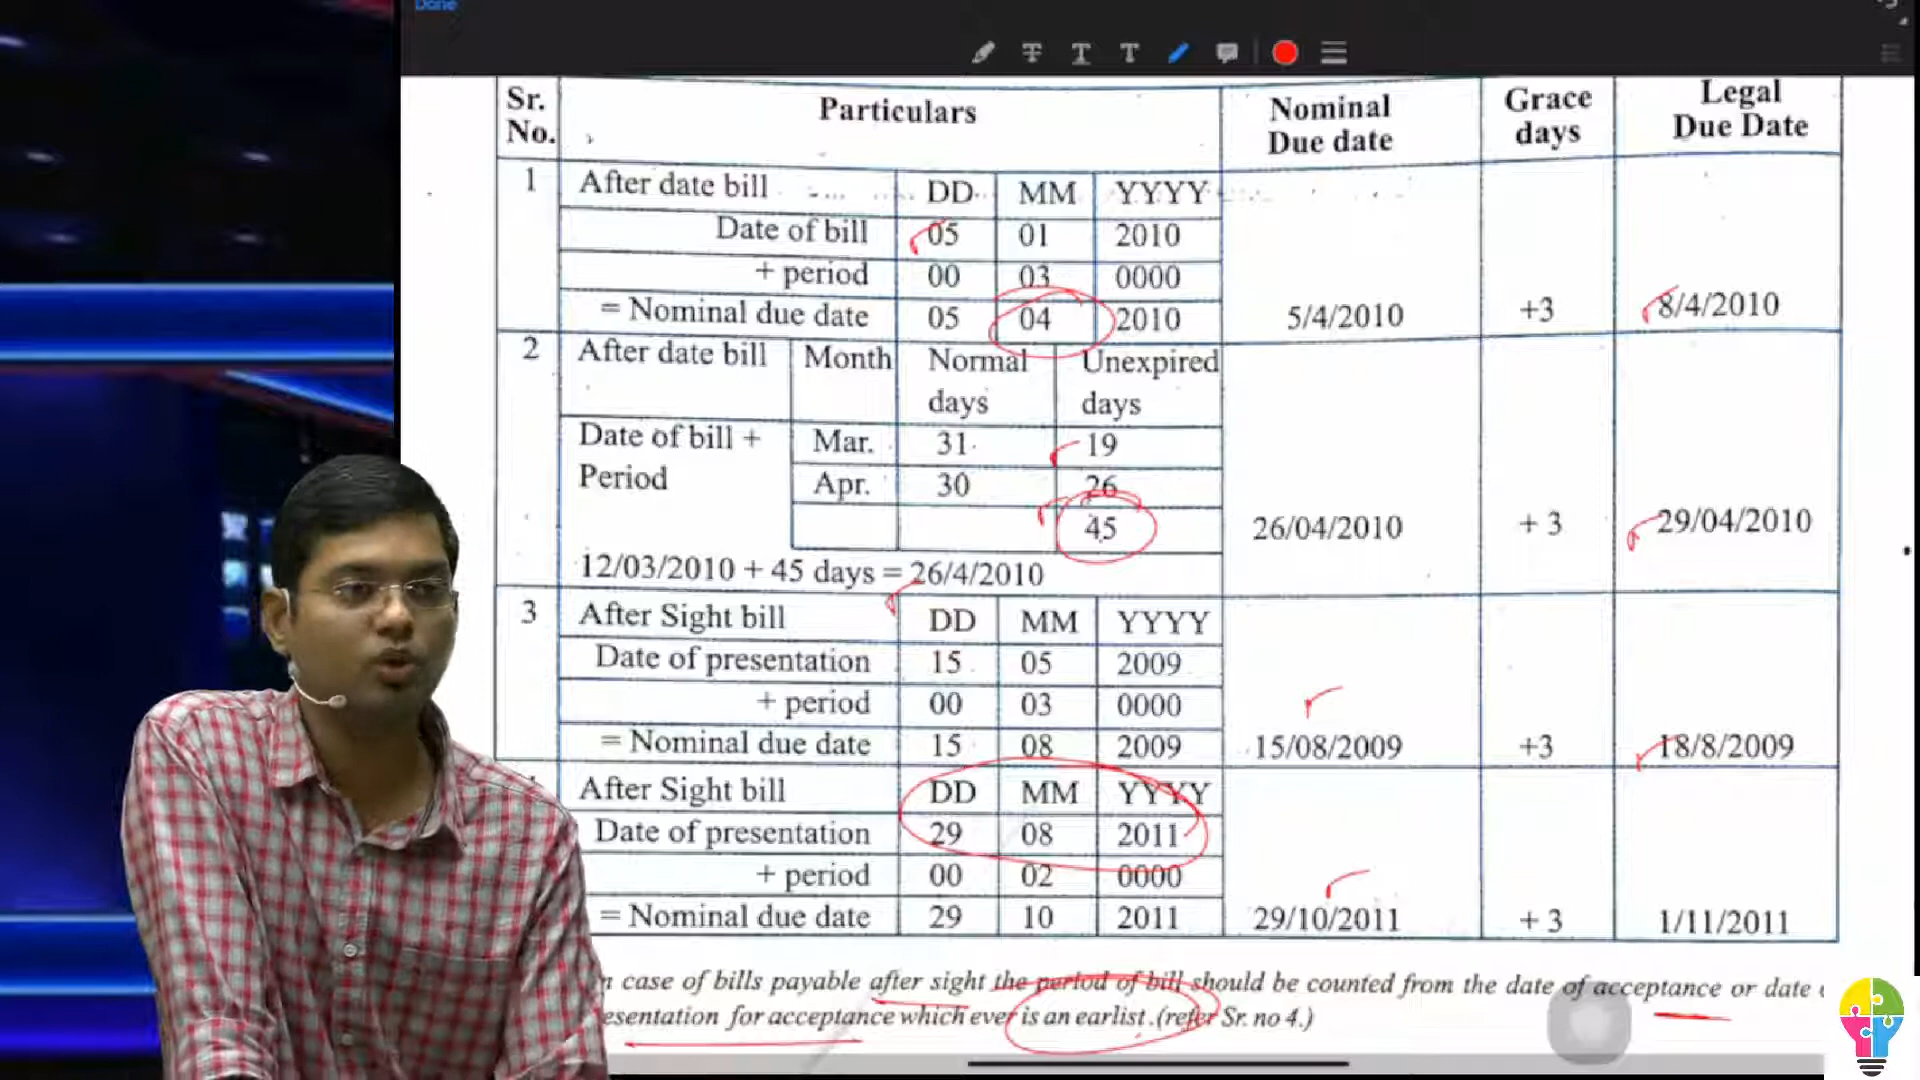 Done
Sr. No. Particulars Nominal Due date Grace days Legal Due Date
1 After date bill DD MM YYYY
Date of bill 05 01 2010
+ period 00 03 0000
= Nominal due date 05 04 2010 5/4/2010 +3 8/4/2010
2 After date bill Month Normal days Unexpired days
Date of bill + Period Mar. 31 19
Apr. 30 26
45 26/04/2010 + 3 29/04/2010
12/03/2010 + 45 days = 26/4/2010
3 After Sight bill DD MM YYYY
Date of presentation 15 05 2009
+ period 00 03 0000
= Nominal due date 15 08 2009 15/08/2009 +3 18/8/2009
After Sight bill DD MM YYYY
Date of presentation 29 08 2011
+ period 00 02 0000
= Nominal due date 29 10 2011 29/10/2011 + 3 1/11/2011
n case of bills payable after sight the period of bill should be counted from the date of acceptance or date
esentation for acceptance which ever is an earlist .(refer Sr. no 4.)